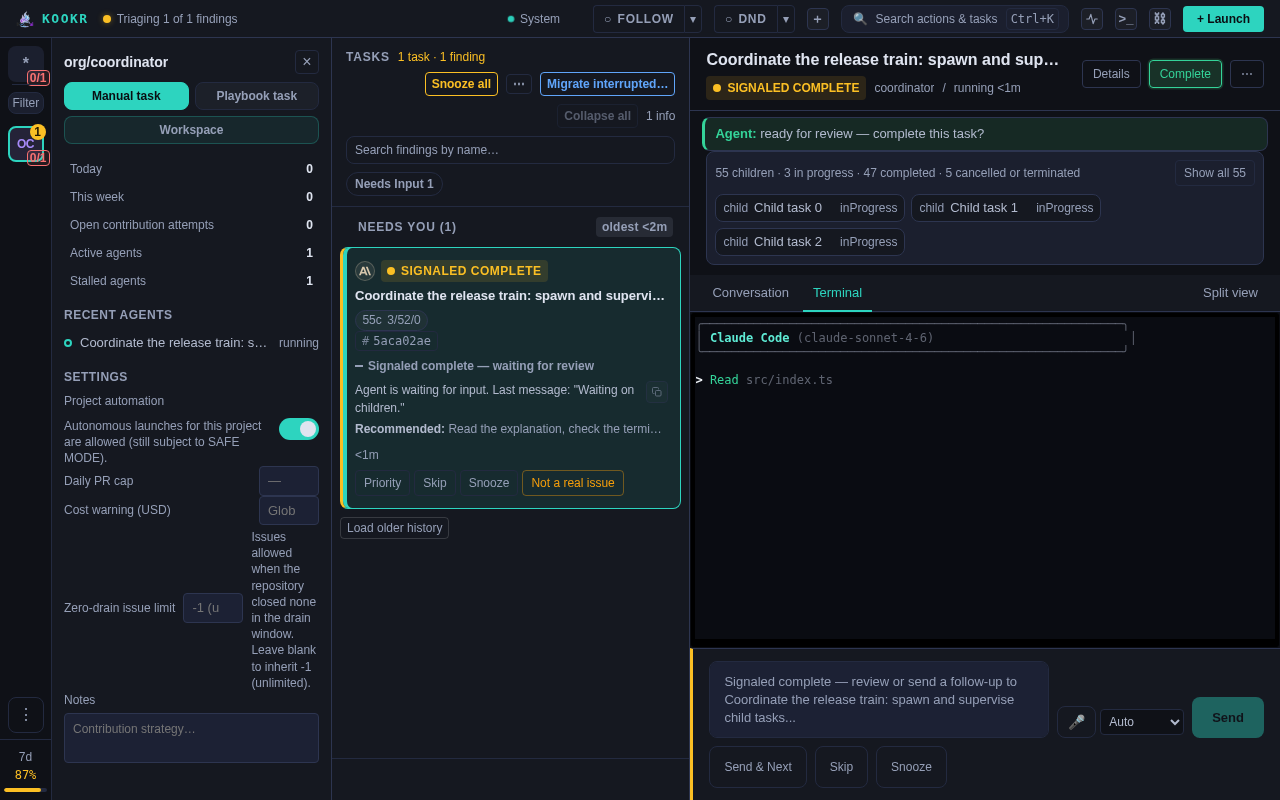 KOOKR
Triaging 1 of 1 findings
System
○ FOLLOW ▾
○ DND ▾
+
Search actions & tasks Ctrl+K
>_
+ Launch
*
0/1
Filter
OC
1
0/1
⋮
7d
87%
org/coordinator
×
Manual task
Playbook task
Workspace
Today 0
This week 0
Open contribution attempts 0
Active agents 1
Stalled agents 1
RECENT AGENTS
Coordinate the release train: s… running
SETTINGS
Project automation
Autonomous launches for this project
are allowed (still subject to SAFE
MODE).
Daily PR cap —
Cost warning (USD) Glob
Zero-drain issue limit -1 (u
Issues
allowed
when the
repository
closed none
in the drain
window.
Leave blank
to inherit -1
(unlimited).
Notes
Contribution strategy…
TASKS 1 task · 1 finding
Snooze all ⋯ Migrate interrupted…
Collapse all 1 info
Search findings by name…
Needs Input 1
NEEDS YOU (1) oldest <2m
SIGNALED COMPLETE
Coordinate the release train: spawn and supervi…
55c 3/52/0
# 5aca02ae
Signaled complete — waiting for review
Agent is waiting for input. Last message: "Waiting on
children."
Recommended: Read the explanation, check the termi…
<1m
Priority Skip Snooze Not a real issue
Load older history
Coordinate the release train: spawn and sup…
SIGNALED COMPLETE coordinator / running <1m
Details Complete ⋯
Agent: ready for review — complete this task?
55 children · 3 in progress · 47 completed · 5 cancelled or terminated Show all 55
child Child task 0 inProgress child Child task 1 inProgress
child Child task 2 inProgress
Conversation Terminal Split view
Claude Code (claude-sonnet-4-6)
> Read src/index.ts
Signaled complete — review or send a follow-up to
Coordinate the release train: spawn and supervise
child tasks...
Auto
Send
Send & Next Skip Snooze